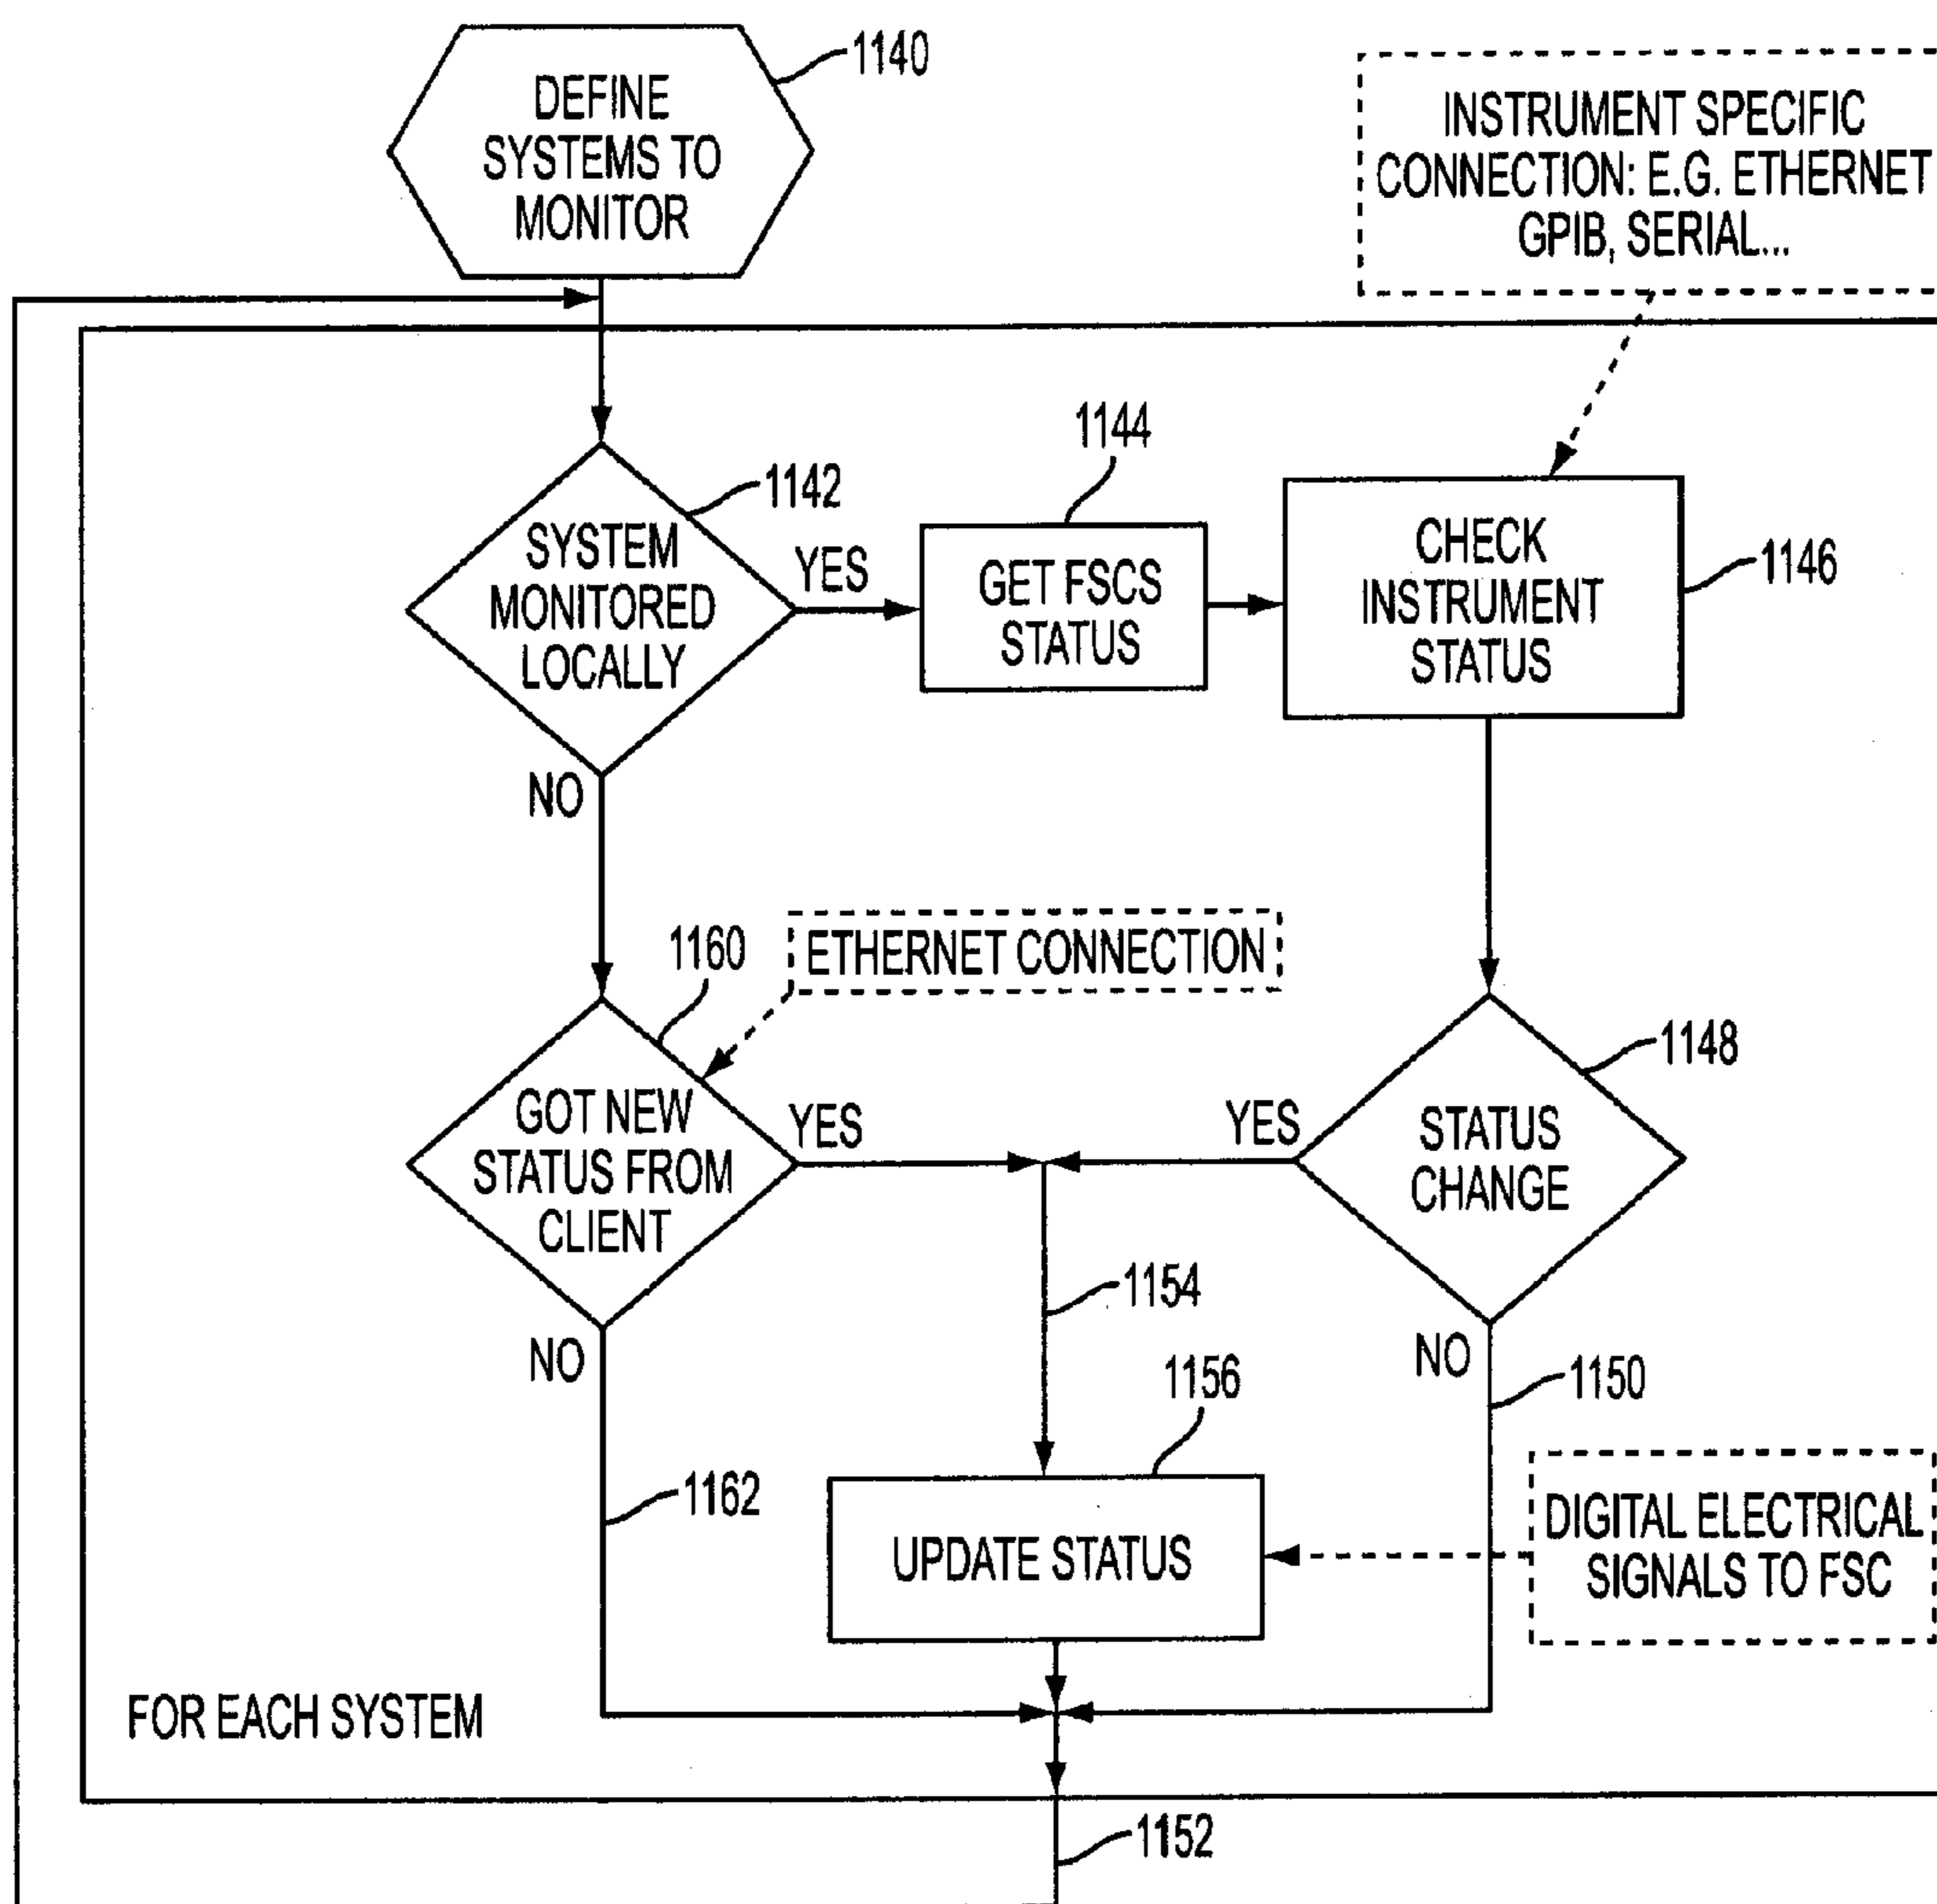 DEFINE
SYSTEMS TO
MONITOR
1140
INSTRUMENT SPECIFIC
CONNECTION: E.G. ETHERNET
GPIB, SERIAL...
SYSTEM
MONITORED
LOCALLY
1142
YES
NO
1144
GET FSCS
STATUS
CHECK
INSTRUMENT
STATUS
1146
1160
ETHERNET CONNECTION
GOT NEW
STATUS FROM
CLIENT
YES
NO
YES
STATUS
CHANGE
1148
NO
1154
1150
1156
1162
UPDATE STATUS
DIGITAL ELECTRICAL
SIGNALS TO FSC
FOR EACH SYSTEM
1152